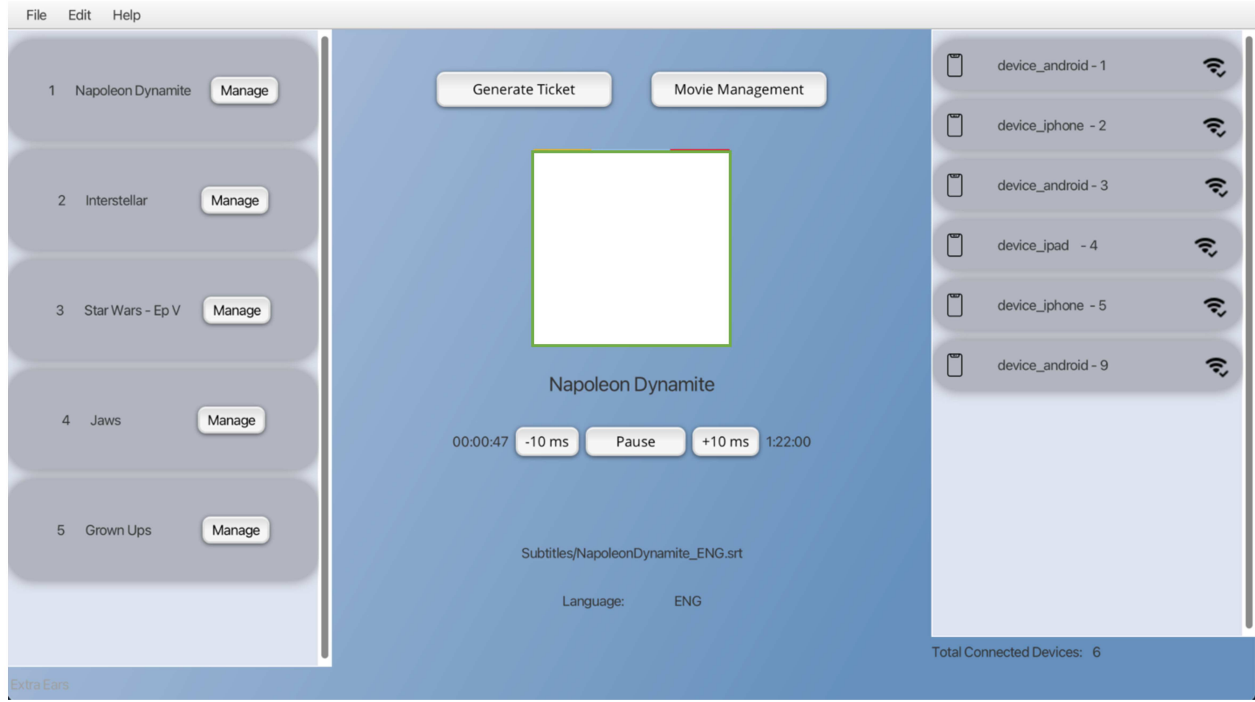 File Edit Help
1 Napoleon Dynamite Manage
2 Interstellar Manage
3 Star Wars - Ep V Manage
4 Jaws Manage
5 Grown Ups Manage
Generate Ticket Movie Management
Napoleon Dynamite
00:00:47 -10 ms Pause +10 ms 1:22:00
Subtitles/NapoleonDynamite_ENG.srt
Language: ENG
device_android - 1
device_iphone - 2
device_android - 3
device_ipad - 4
device_iphone - 5
device_android - 9
Total Connected Devices: 6
Extra Ears